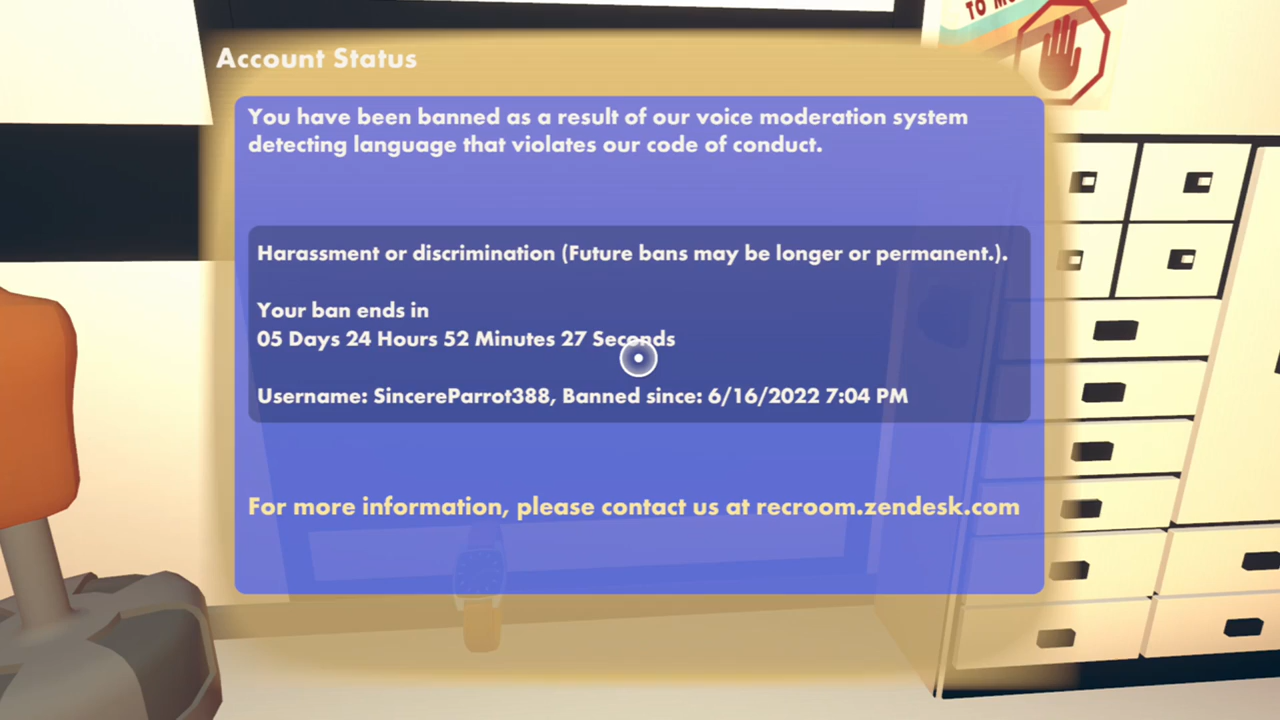 TO
Account Status
You have been banned as a result of our voice moderation system
detecting language that violates our code of conduct.
Harassment or discrimination (Future bans may be longer or permanent.).
Your ban ends in
05 Days 24 Hours 52 Minutes 27 Seconds
Username: SincereParrot388, Banned since: 6/16/2022 7:04 PM
For more information, please contact us at recroom.zendesk.com